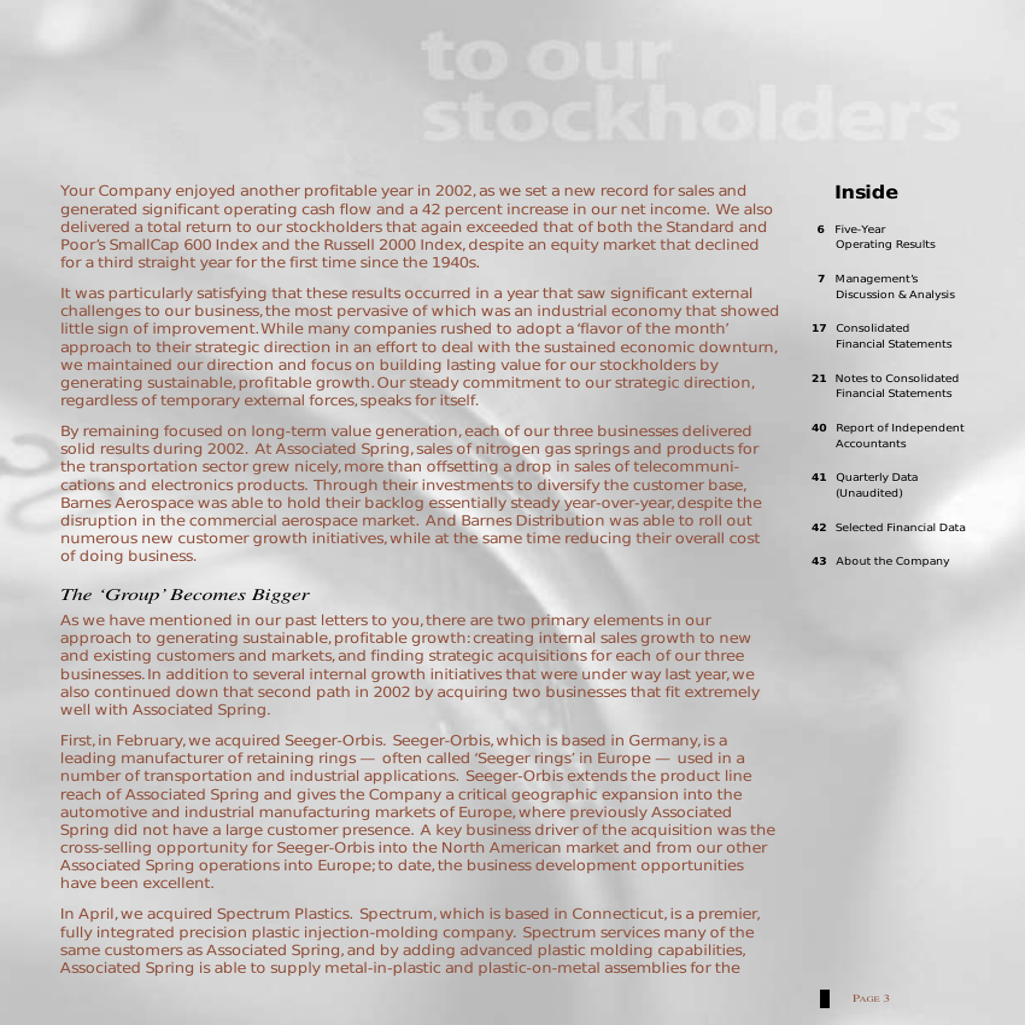 to our
stockholders
Your Company enjoyed another profitable year in 2002, as we set a new record for sales and
generated significant operating cash flow and a 42 percent increase in our net income. We also
delivered a total return to our stockholders that again exceeded that of both the Standard and
Poor's SmallCap 600 Index and the Russell 2000 Index, despite an equity market that declined
for a third straight year for the first time since the 1940s.
It was particularly satisfying that these results occurred in a year that saw significant external
challenges to our business, the most pervasive of which was an industrial economy that showed
little sign of improvement. While many companies rushed to adopt a 'flavor of the month'
approach to their strategic direction in an effort to deal with the sustained economic downturn,
we maintained our direction and focus on building lasting value for our stockholders by
generating sustainable, profitable growth. Our steady commitment to our strategic direction,
regardless of temporary external forces, speaks for itself.
By remaining focused on long-term value generation, each of our three businesses delivered
solid results during 2002. At Associated Spring, sales of nitrogen gas springs and products for
the transportation sector grew nicely, more than offsetting a drop in sales of telecommuni-
cations and electronics products. Through their investments to diversify the customer base,
Barnes Aerospace was able to hold their backlog essentially steady year-over-year, despite the
disruption in the commercial aerospace market. And Barnes Distribution was able to roll out
numerous new customer growth initiatives, while at the same time reducing their overall cost
of doing business.
The 'Group' Becomes Bigger
As we have mentioned in our past letters to you, there are two primary elements in our
approach to generating sustainable, profitable growth: creating internal sales growth to new
and existing customers and markets, and finding strategic acquisitions for each of our three
businesses. In addition to several internal growth initiatives that were under way last year, we
also continued down that second path in 2002 by acquiring two businesses that fit extremely
well with Associated Spring.
First, in February, we acquired Seeger-Orbis. Seeger-Orbis, which is based in Germany, is a
leading manufacturer of retaining rings — often called 'Seeger rings' in Europe — used in a
number of transportation and industrial applications. Seeger-Orbis extends the product line
reach of Associated Spring and gives the Company a critical geographic expansion into the
automotive and industrial manufacturing markets of Europe, where previously Associated
Spring did not have a large customer presence. A key business driver of the acquisition was the
cross-selling opportunity for Seeger-Orbis into the North American market and from our other
Associated Spring operations into Europe; to date, the business development opportunities
have been excellent.
In April, we acquired Spectrum Plastics. Spectrum, which is based in Connecticut, is a premier,
fully integrated precision plastic injection-molding company. Spectrum services many of the
same customers as Associated Spring, and by adding advanced plastic molding capabilities,
Associated Spring is able to supply metal-in-plastic and plastic-on-metal assemblies for the
Inside
6 Five-Year
Operating Results
7 Management's
Discussion & Analysis
17 Consolidated
Financial Statements
21 Notes to Consolidated
Financial Statements
40 Report of Independent
Accountants
41 Quarterly Data
(Unaudited)
42 Selected Financial Data
43 About the Company
PAGE 3